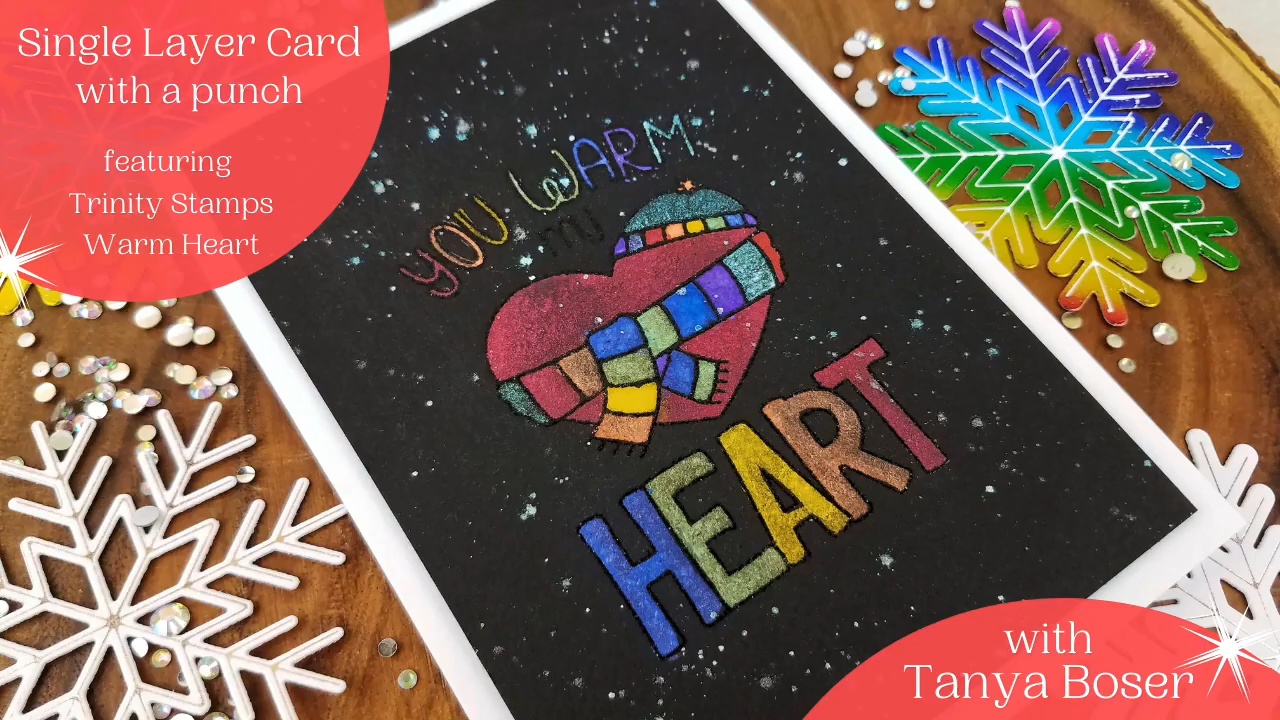 Single Layer Card
with a punch
featuring
Trinity Stamps
Warm Heart
YOU WARM
my
HEART
with
Tanya Boser